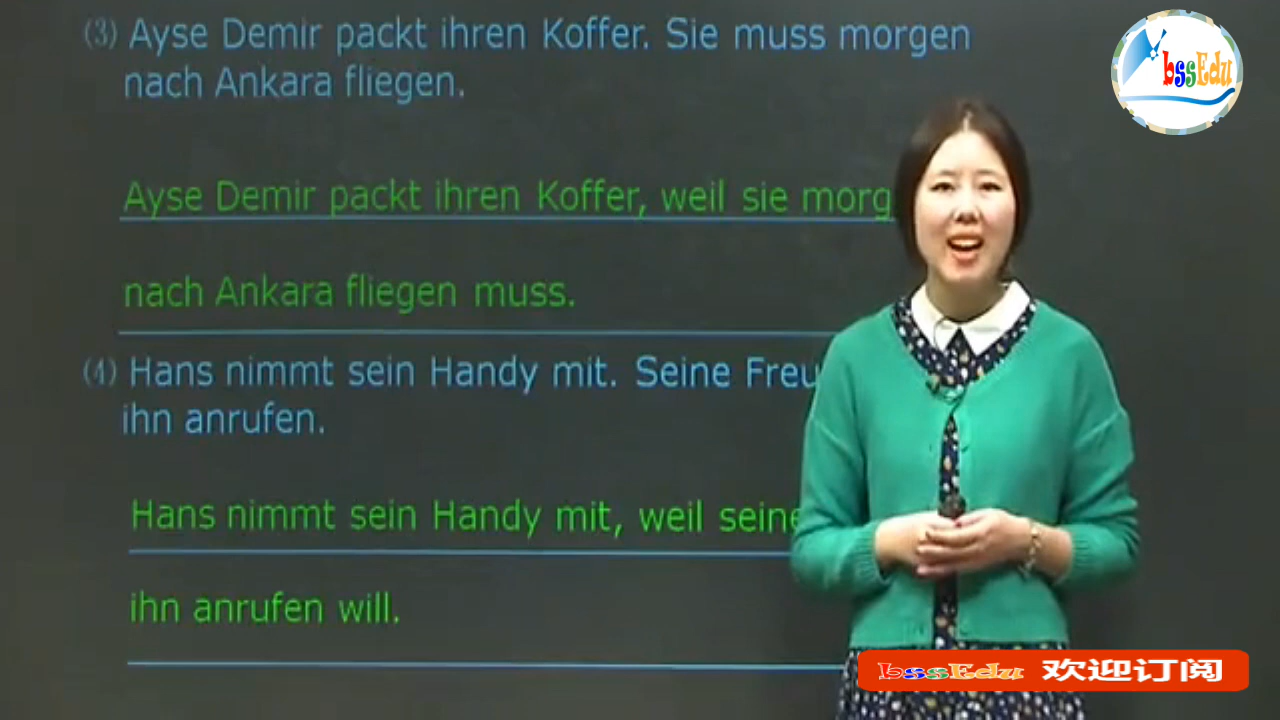 (3) Ayse Demir packt ihren Koffer. Sie muss morgen
nach Ankara fliegen.
Ayse Demir packt ihren Koffer, weil sie
nach Ankara fliegen muss.
(4) Hans nimmt sein Handy mit. Seine
ihn anrufen.
Hans nimmt sein Handy mit, weil seine
ihn anrufen will.
bssEdu
bssEdu 欢迎订阅